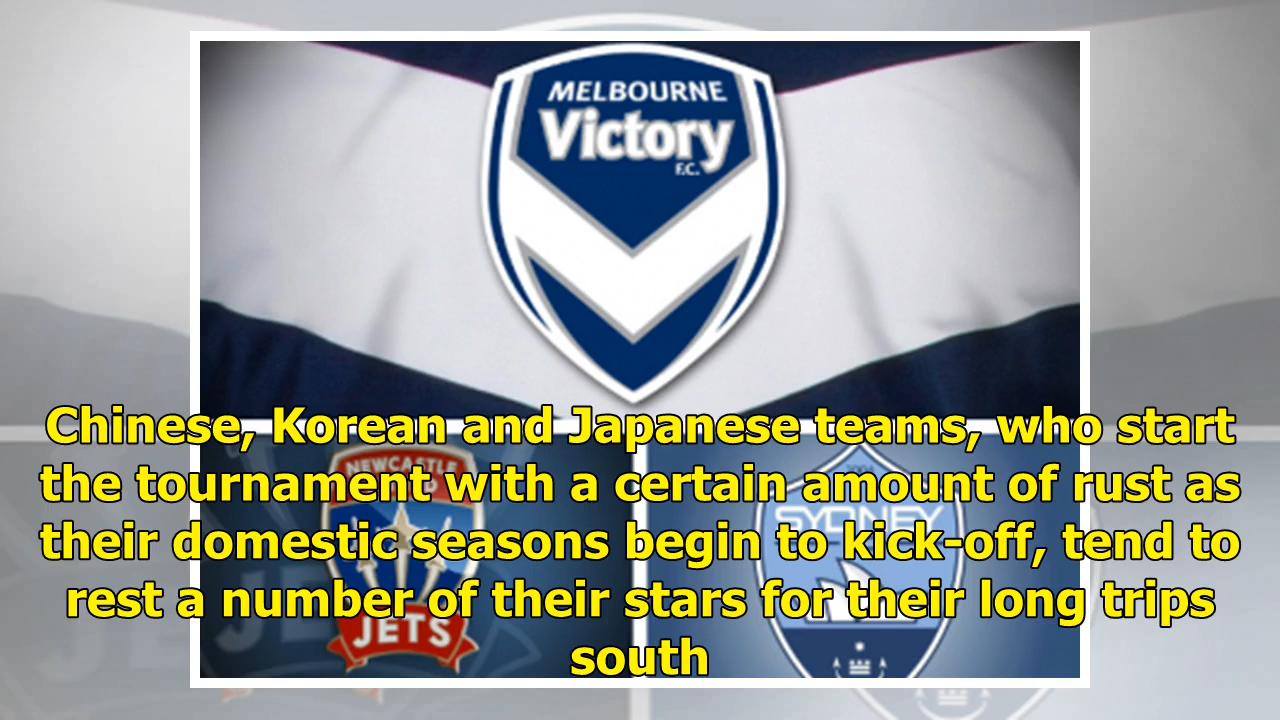 MELBOURNE
Victory
F.C.
Chinese, Korean and Japanese teams, who start
the tournament with a certain amount of rust as
their domestic seasons begin to kick-off, tend to
rest a number of their stars for their long trips
south
NEWCASTLE
JETS
SYDNEY